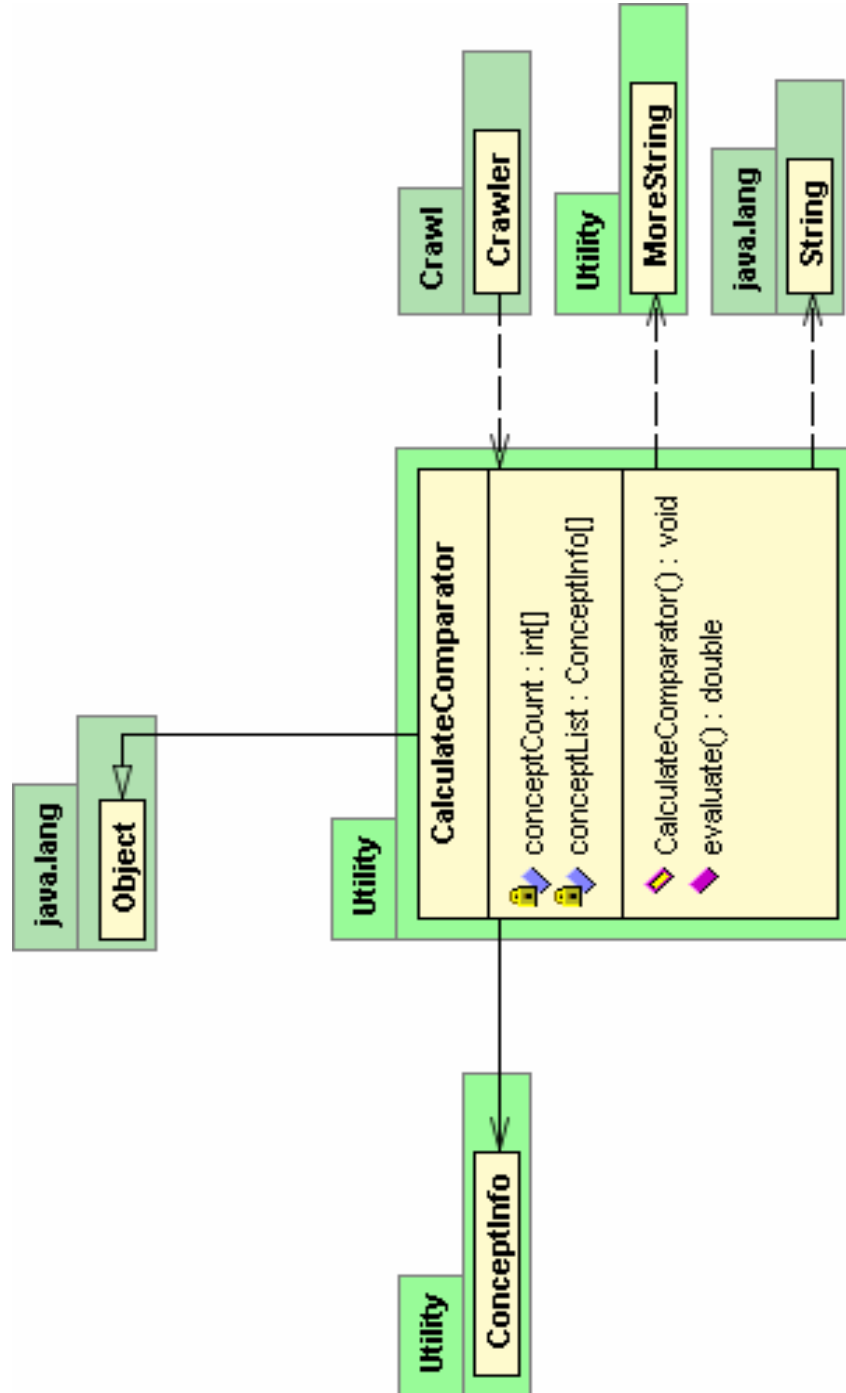 java.lang
Object
Utility
CalculateComparator
conceptCount : int[]
conceptList : ConceptInfo[]
CalculateComparator() : void
evaluate() : double
Utility
ConceptInfo
Crawl
Crawler
Utility
MoreString
java.lang
String